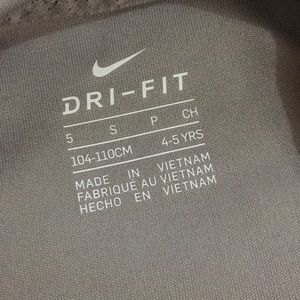 DRI-FIT
5 S P CH
104-110CM 4-5 YRS
MADE IN VIETNAM
FABRIQUÉ AU VIETNAM
HECHO EN VIETNAM